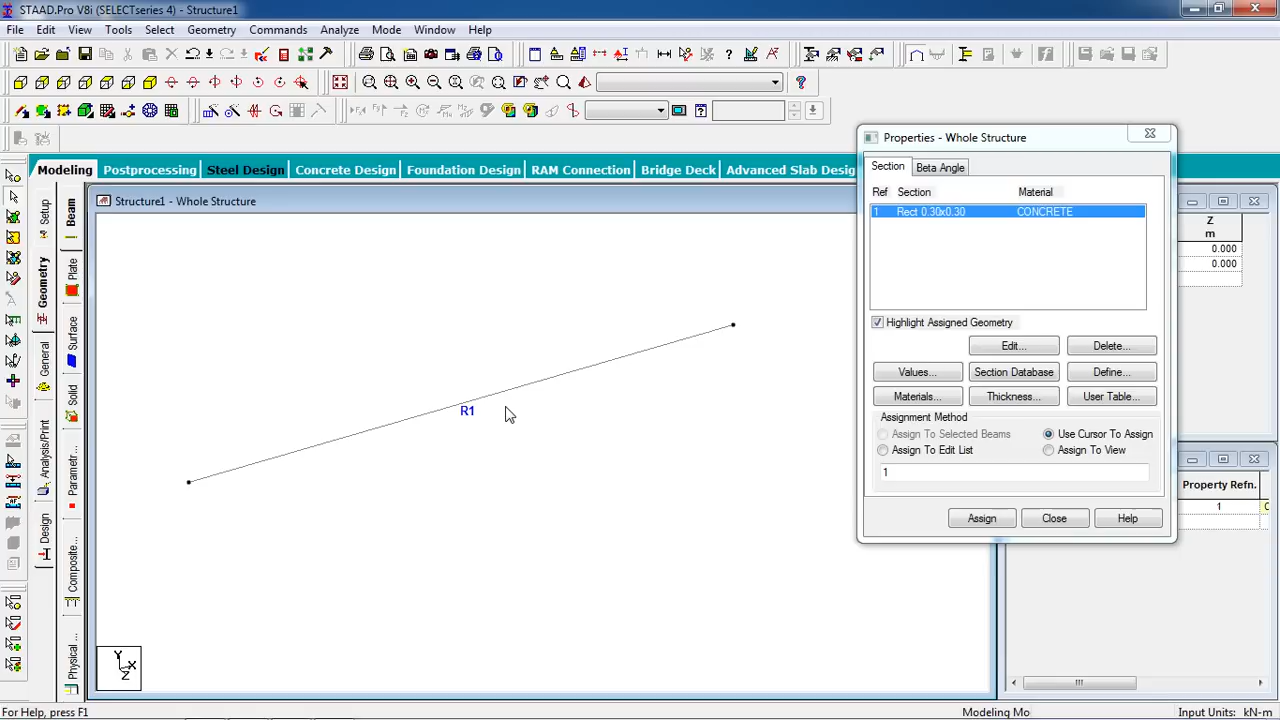 STAAD.Pro V8i (SELECTseries 4) - Structure1
File Edit View Tools Select Geometry Commands Analyze Mode Window Help
Modeling Postprocessing Steel Design Concrete Design Foundation Design RAM Connection Bridge Deck Advanced Slab Design
Structure1 - Whole Structure
Setup
Geometry
General
Analysis/Print
Design
Beam
Plate
Surface
Solid
Parametr...
Composite...
Physical ...
R1
Y
X
Z
Properties - Whole Structure
Section Beta Angle
Ref Section Material
1 Rect 0.30x0.30 CONCRETE
Highlight Assigned Geometry
Edit... Delete...
Values... Section Database Define...
Materials... Thickness... User Table...
Assignment Method
Assign To Selected Beams Use Cursor To Assign
Assign To Edit List Assign To View
1
Assign Close Help
Z
m
0.000
0.000
Property Refn.
1
For Help, press F1 Modeling Mo Input Units: kN-m